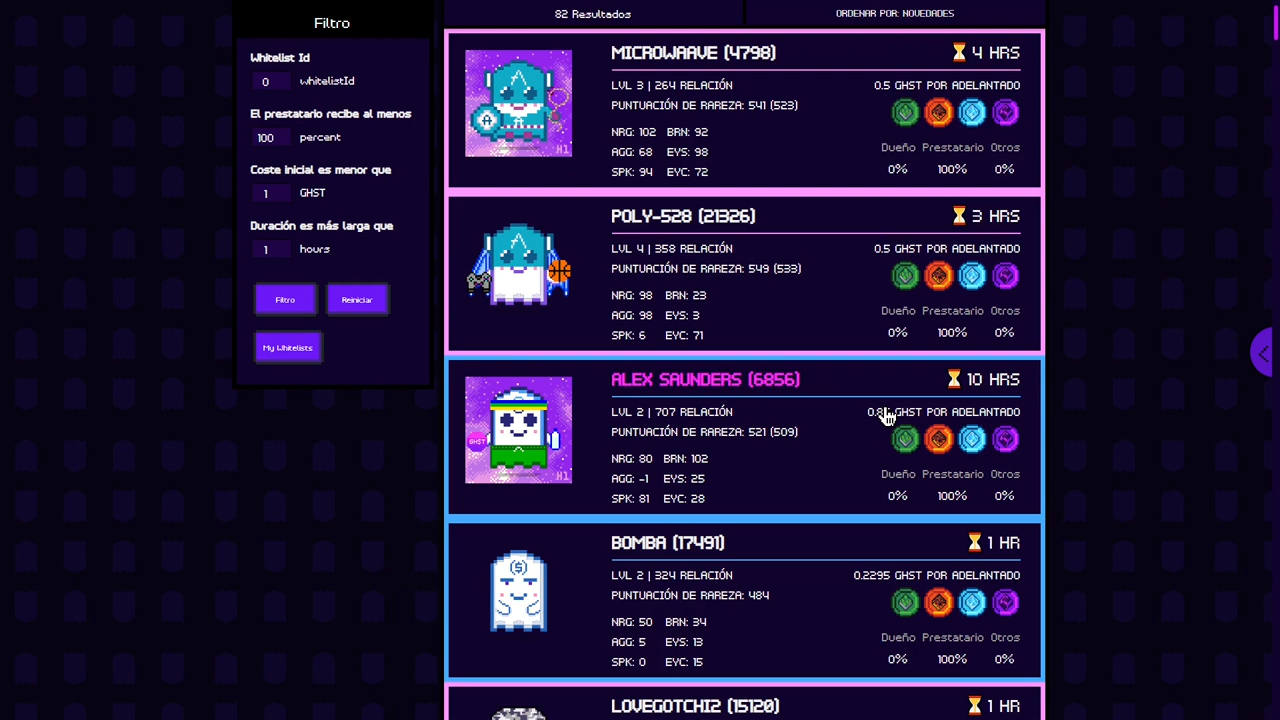 Filtro
Whitelist Id
0 whitelistId
El prestatario recibe al menos
100 percent
Coste inicial es menor que
1 GHST
Duración es más larga que
1 hours
Filtro Reiniciar
My Whitelists
82 Resultados ORDENAR POR: NOVEDADES
MICROWAAVE (4798) 4 HRS
LVL 3 | 264 RELACIÓN 0.5 GHST POR ADELANTADO
PUNTUACIÓN DE RAREZA: 541 (523)
NRG: 102 BRN: 92
AGG: 68 EYS: 98
SPK: 94 EYC: 72
Dueño Prestatario Otros
0% 100% 0%
H1
POLY-528 (21326) 3 HRS
LVL 4 | 358 RELACIÓN 0.5 GHST POR ADELANTADO
PUNTUACIÓN DE RAREZA: 549 (533)
NRG: 98 BRN: 23
AGG: 98 EYS: 3
SPK: 6 EYC: 71
Dueño Prestatario Otros
0% 100% 0%
ALEX SAUNDERS (6856) 10 HRS
LVL 2 | 707 RELACIÓN GHST POR ADELANTADO
PUNTUACIÓN DE RAREZA: 521 (509)
NRG: 80 BRN: 102
AGG: -1 EYS: 25
SPK: 81 EYC: 28
Dueño Prestatario Otros
0% 100% 0%
GHST
H1
BOMBA (17491) 1 HR
LVL 2 | 324 RELACIÓN 0.2295 GHST POR ADELANTADO
PUNTUACIÓN DE RAREZA: 484
NRG: 50 BRN: 34
AGG: 5 EYS: 13
SPK: 0 EYC: 15
Dueño Prestatario Otros
0% 100% 0%
LOVEGOTCHI2 (15120) 1 HR